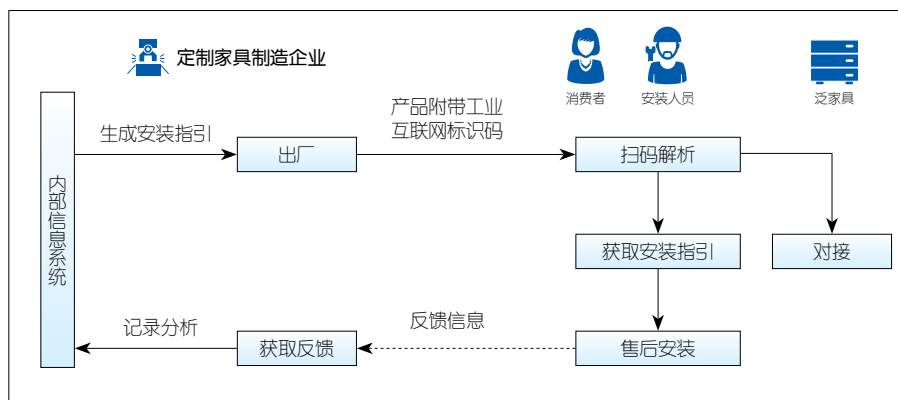 定制家具制造企业
消费者
安装人员
泛家具
生成安装指引
出厂
产品附带工业
互联网标识码
扫码解析
内部信息系统
获取安装指引
对接
记录分析
获取反馈
反馈信息
售后安装